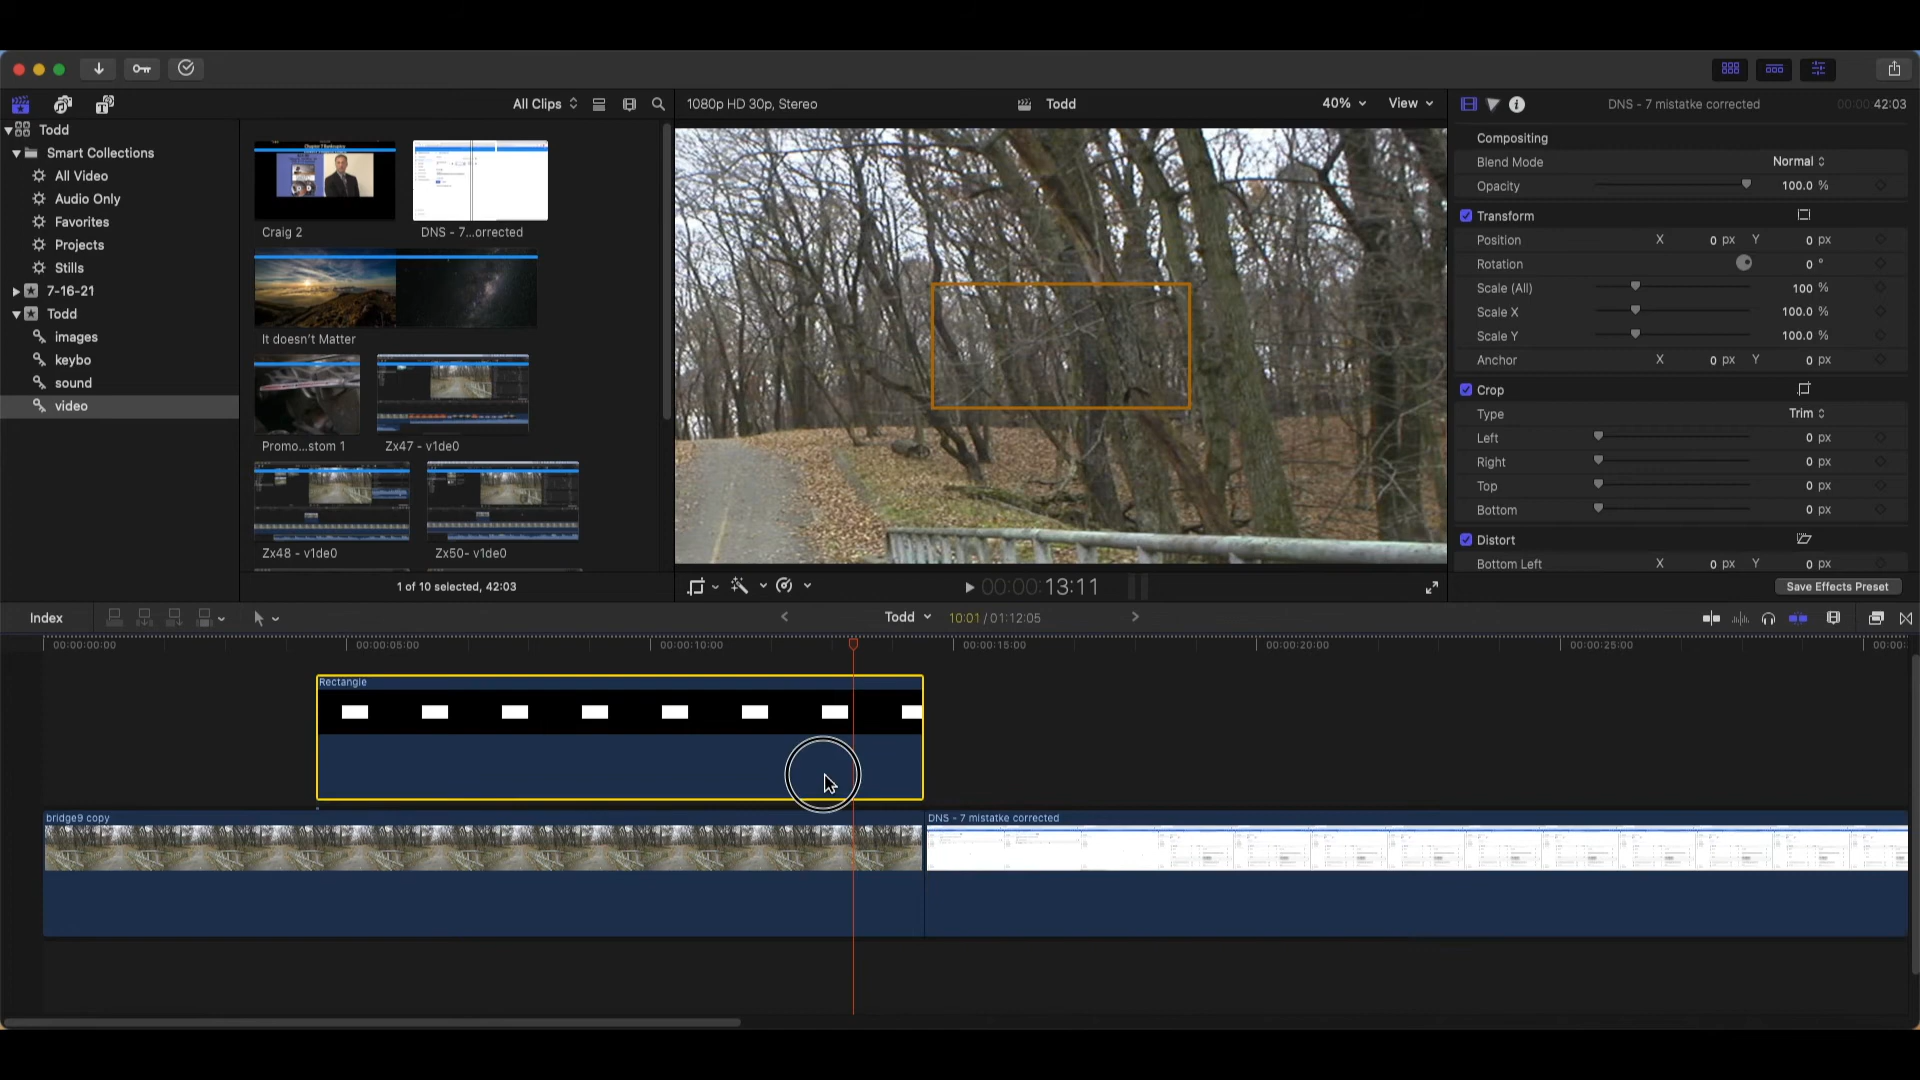 All Clips
1080p HD 30p, Stereo
Todd
40%
View
DNS - 7 mistatke corrected
00:00:42:03
Todd
Smart Collections
All Video
Audio Only
Favorites
Projects
Stills
7-16-21
Todd
images
keybo
sound
video
Craig 2
DNS - 7...orrected
It doesn't Matter
Promo...stom 1
Zx47 - v1de0
Zx48 - v1de0
Zx50- v1de0
1 of 10 selected, 42:03
00:00:13:11
Compositing
Blend Mode Normal
Opacity 100.0 %
Transform
Position X 0 px Y 0 px
Rotation 0 °
Scale (All) 100 %
Scale X 100.0 %
Scale Y 100.0 %
Anchor X 0 px Y 0 px
Crop
Type Trim
Left 0 px
Right 0 px
Top 0 px
Bottom 0 px
Distort
Bottom Left X 0 px Y 0 px
Save Effects Preset
Index
Todd
10:01 / 01:12:05
00:00:00:00 00:00:05:00 00:00:10:00 00:00:15:00 00:00:20:00 00:00:25:00 00:00:
Rectangle
bridge9 copy
DNS - 7 mistatke corrected